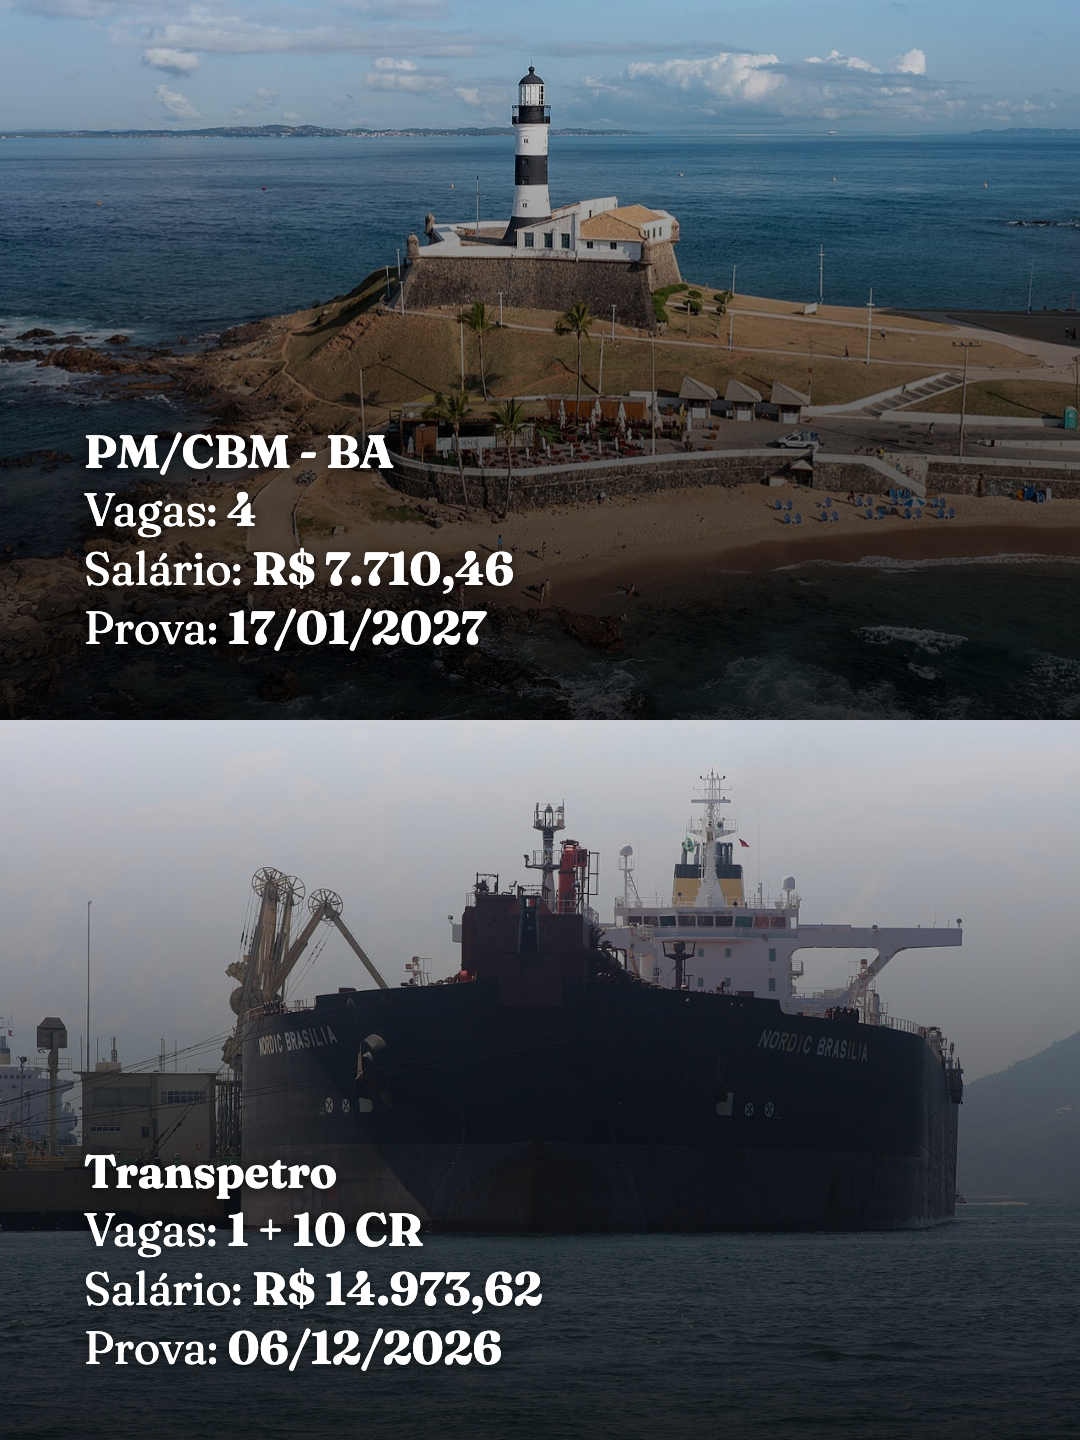 PM/CBM - BA
Vagas: 4
Salário: R$ 7.710,46
Prova: 17/01/2027
NORDIC BRASILIA
NORDIC BRASILIA
Transpetro
Vagas: 1 + 10 CR
Salário: R$ 14.973,62
Prova: 06/12/2026